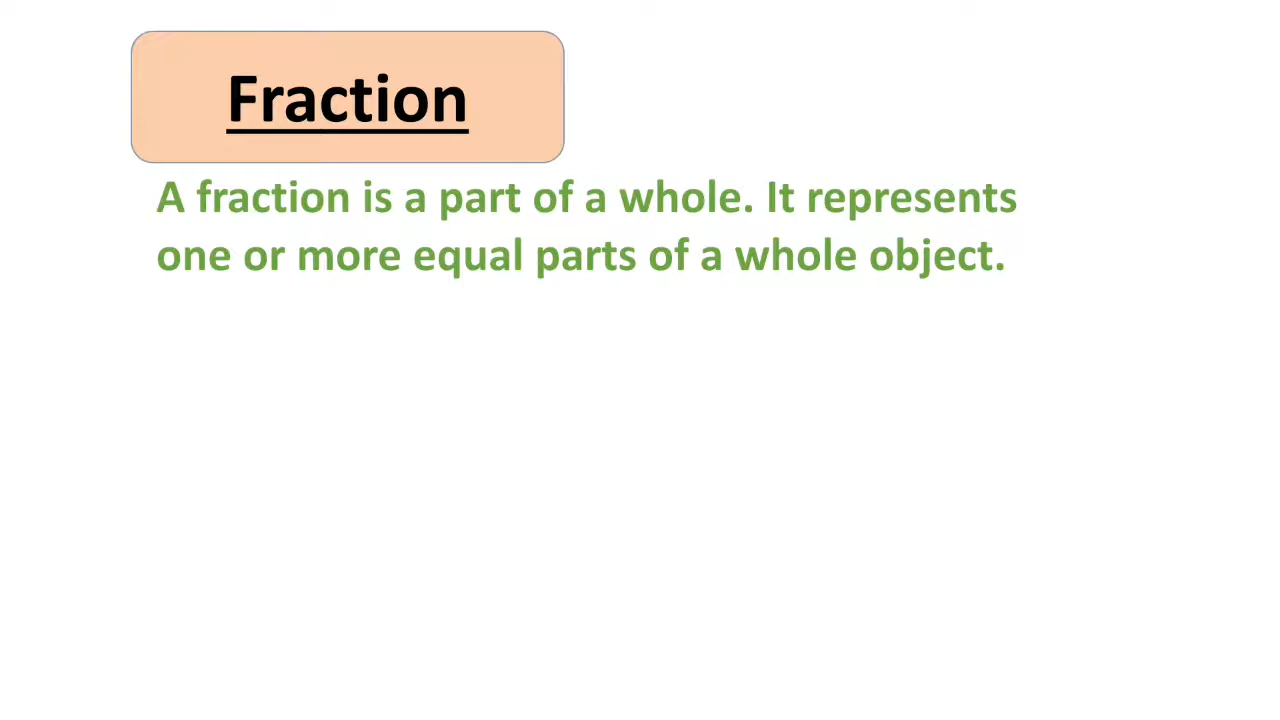 Fraction
A fraction is a part of a whole. It represents
one or more equal parts of a whole object.